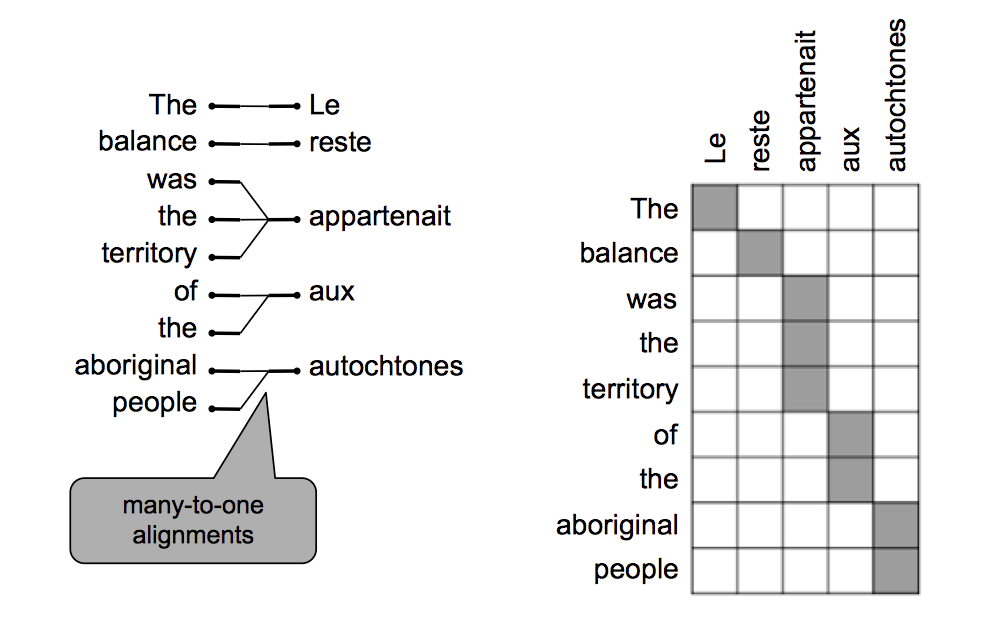 The Le
balance reste
was
the appartenait
territory
of aux
the
aboriginal autochtones
people
many-to-one
alignments
Le reste appartenait aux autochtones
The
balance
was
the
territory
of
the
aboriginal
people